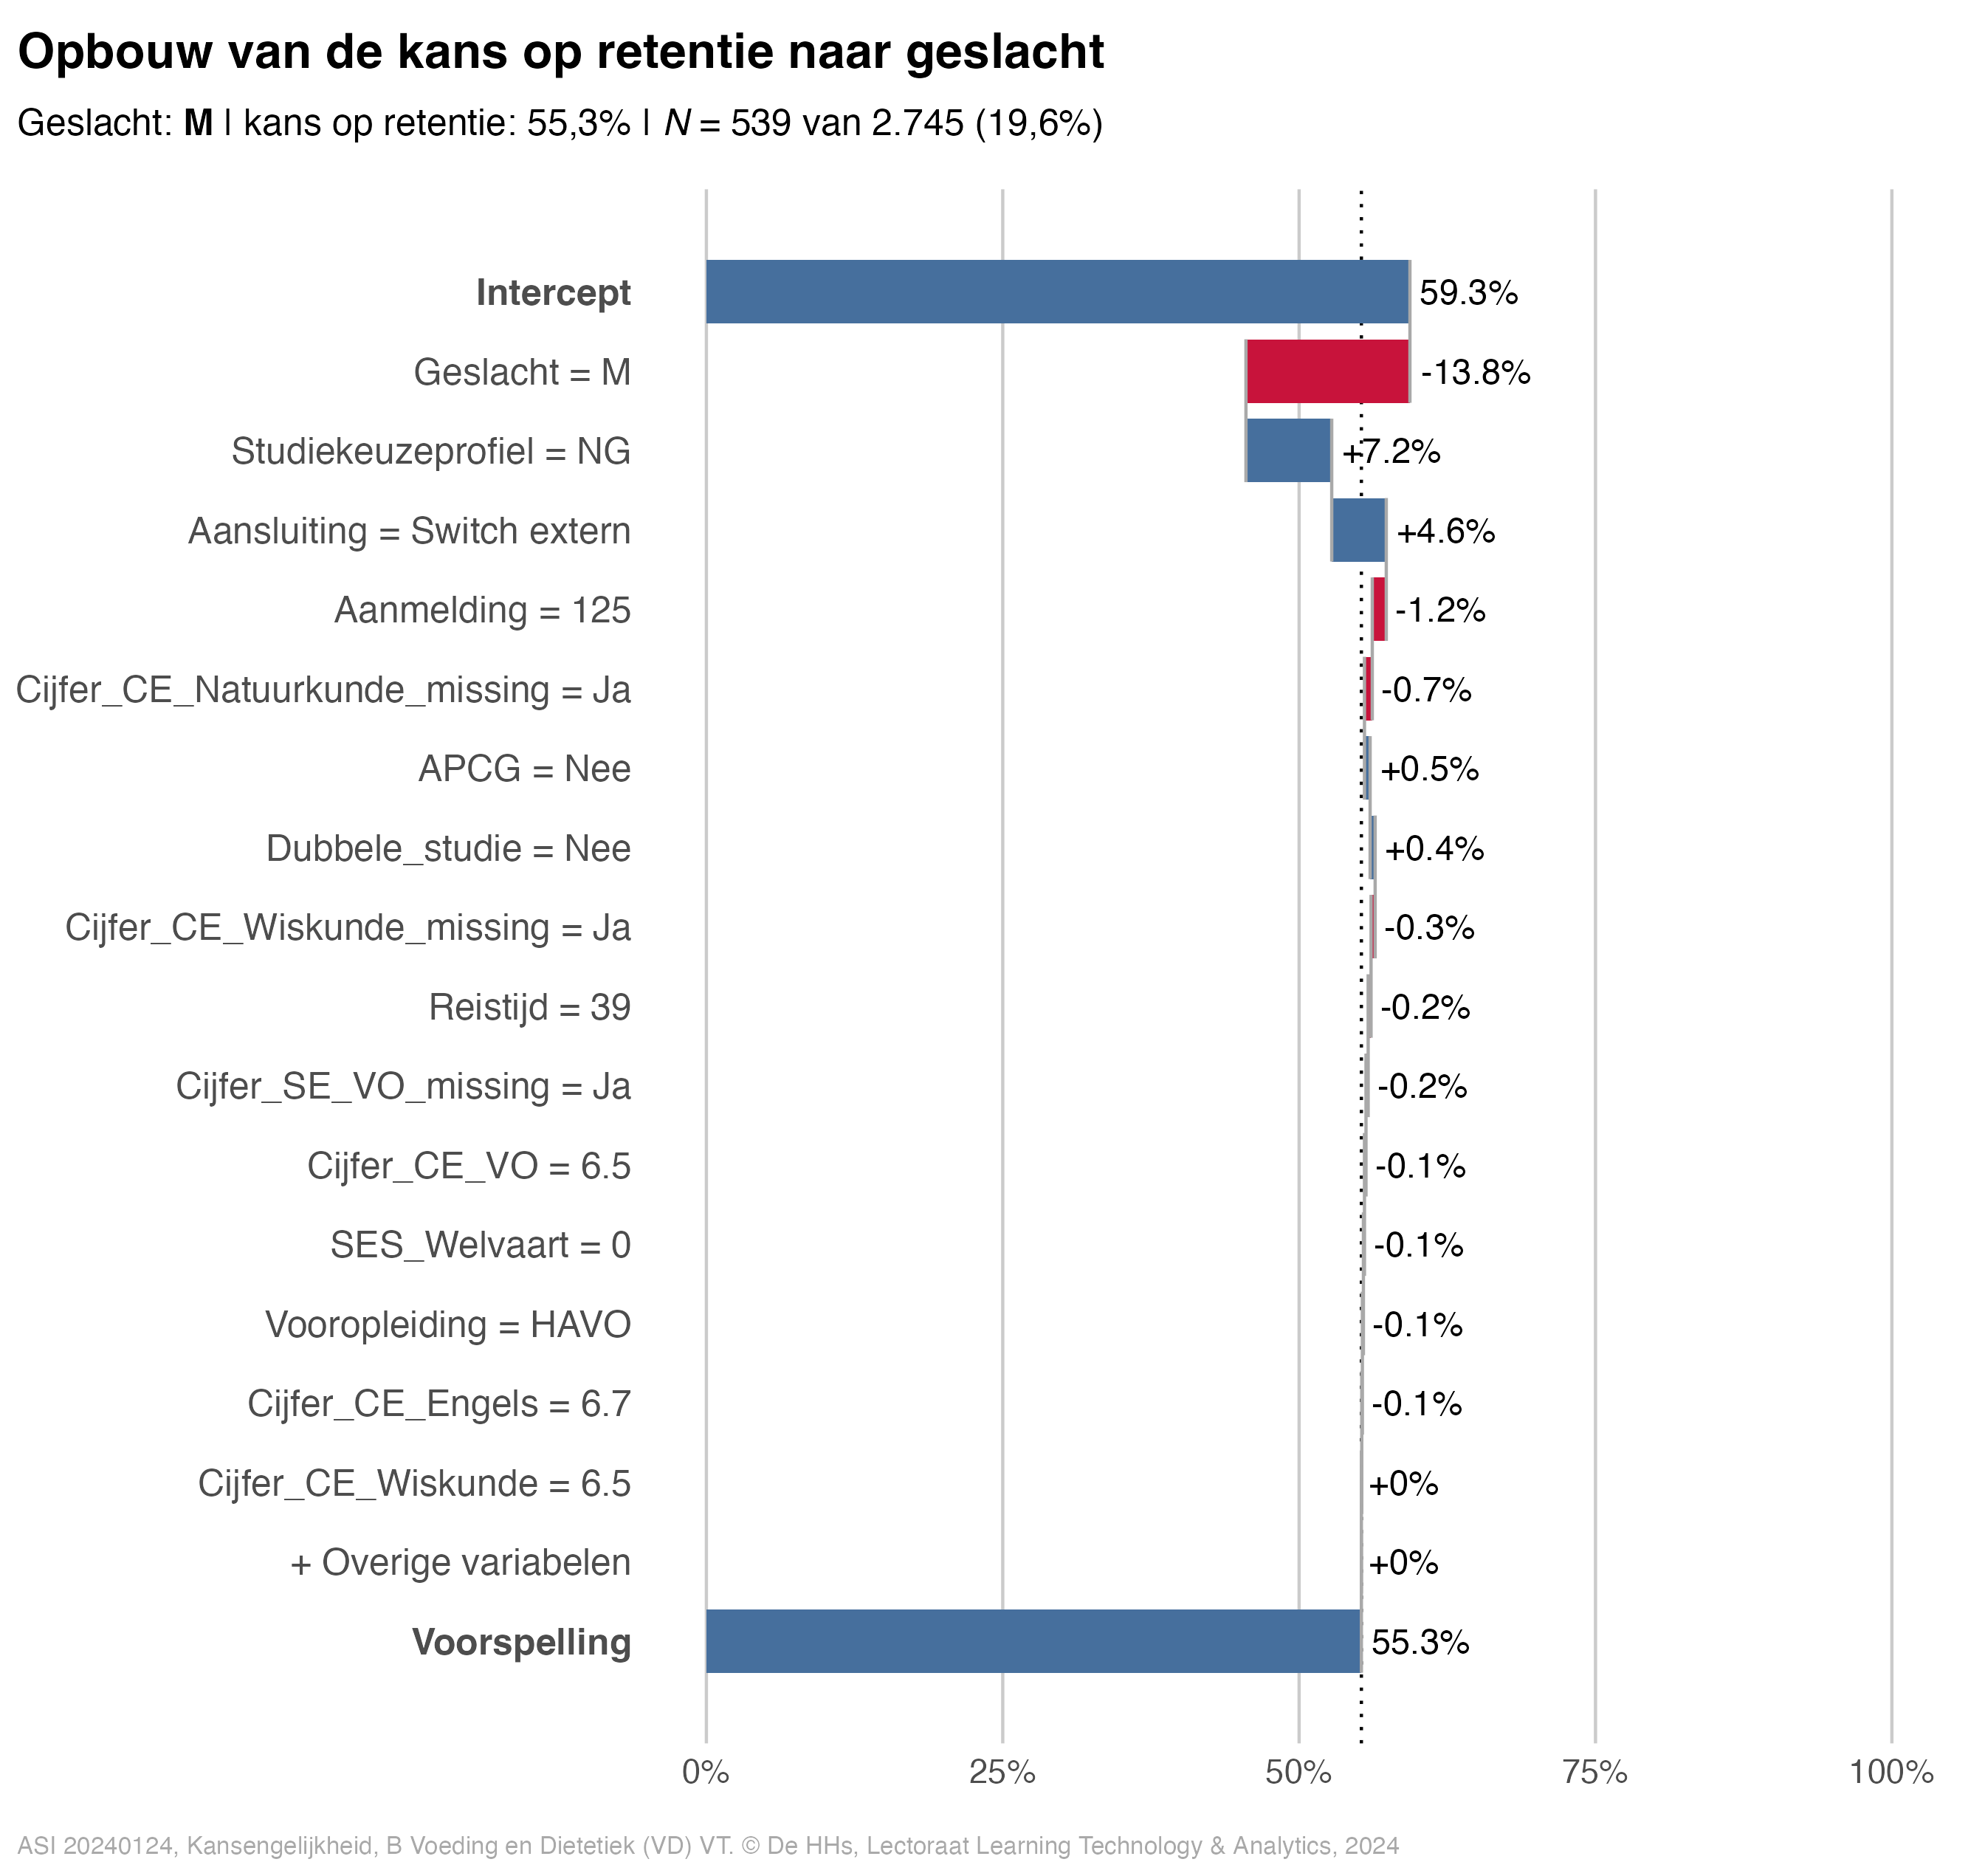 Opbouw van de kans op retentie naar geslacht
Geslacht: M | kans op retentie: 55,3% | N = 539 van 2.745 (19,6%)
Intercept 59.3%
Geslacht = M -13.8%
Studiekeuzeprofiel = NG +7.2%
Aansluiting = Switch extern +4.6%
Aanmelding = 125 -1.2%
Cijfer_CE_Natuurkunde_missing = Ja -0.7%
APCG = Nee +0.5%
Dubbele_studie = Nee +0.4%
Cijfer_CE_Wiskunde_missing = Ja -0.3%
Reistijd = 39 -0.2%
Cijfer_SE_VO_missing = Ja -0.2%
Cijfer_CE_VO = 6.5 -0.1%
SES_Welvaart = 0 -0.1%
Vooropleiding = HAVO -0.1%
Cijfer_CE_Engels = 6.7 -0.1%
Cijfer_CE_Wiskunde = 6.5 +0%
+ Overige variabelen +0%
Voorspelling 55.3%
0% 25% 50% 75% 100%
ASI 20240124, Kansengelijkheid, B Voeding en Dietetiek (VD) VT. © De HHs, Lectoraat Learning Technology & Analytics, 2024